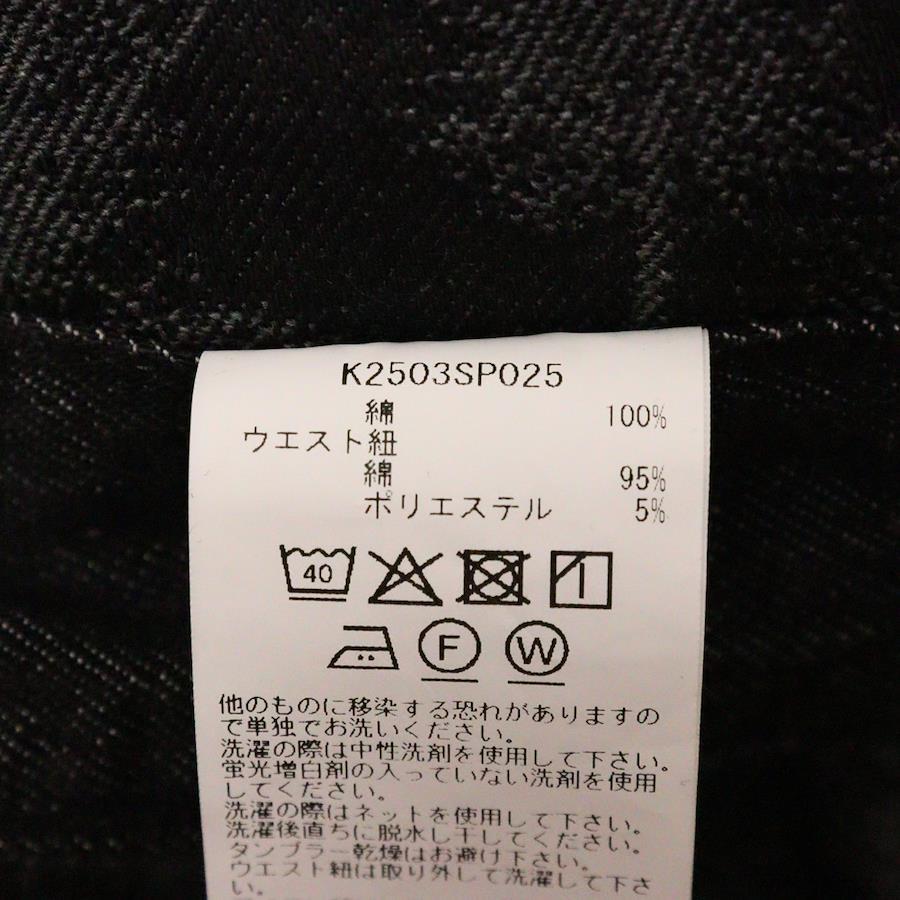 K2503SP025
綿 100%
ウエスト紐
綿 95%
ポリエステル 5%
40
F W
他のものに移染する恐れがありますの
で単独でお洗いください。
洗濯の際は中性洗剤を使用して下さい。
蛍光増白剤の入っていない洗剤を使用
してください。
洗濯の際はネットを使用して下さい。
洗濯後直ちに脱水し干してください。
タンブラー乾燥はお避け下さい。
ウエスト紐は取り外して洗濯して下さ
い。